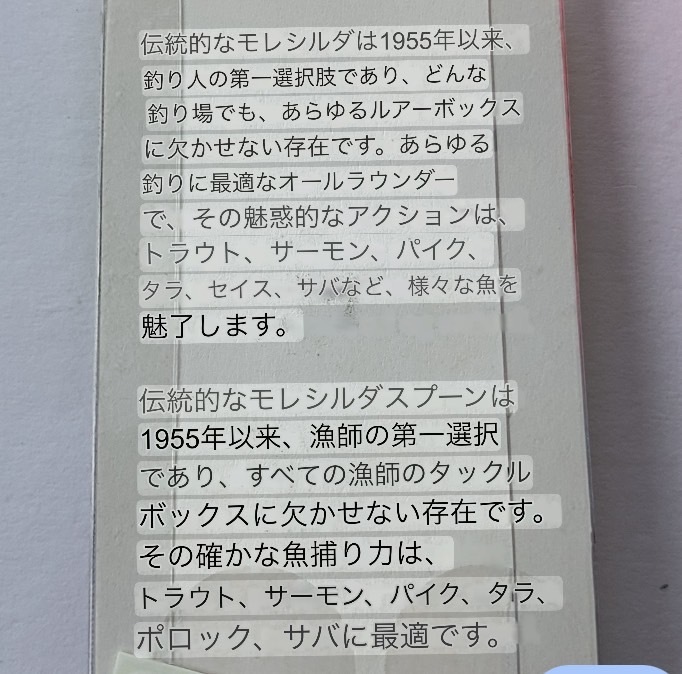 伝統的なモレシルダは1955年以来、
釣り人の第一選択肢であり、どんな
釣り場でも、あらゆるルアーボックス
に欠かせない存在です。あらゆる
釣りに最適なオールラウンダー
で、その魅惑的なアクションは、
トラウト、サーモン、パイク、
タラ、セイス、サバなど、様々な魚を
魅了します。
伝統的なモレシルダスプーンは
1955年以来、漁師の第一選択
であり、すべての漁師のタックル
ボックスに欠かせない存在です。
その確かな魚捕り力は、
トラウト、サーモン、パイク、タラ、
ポロック、サバに最適です。